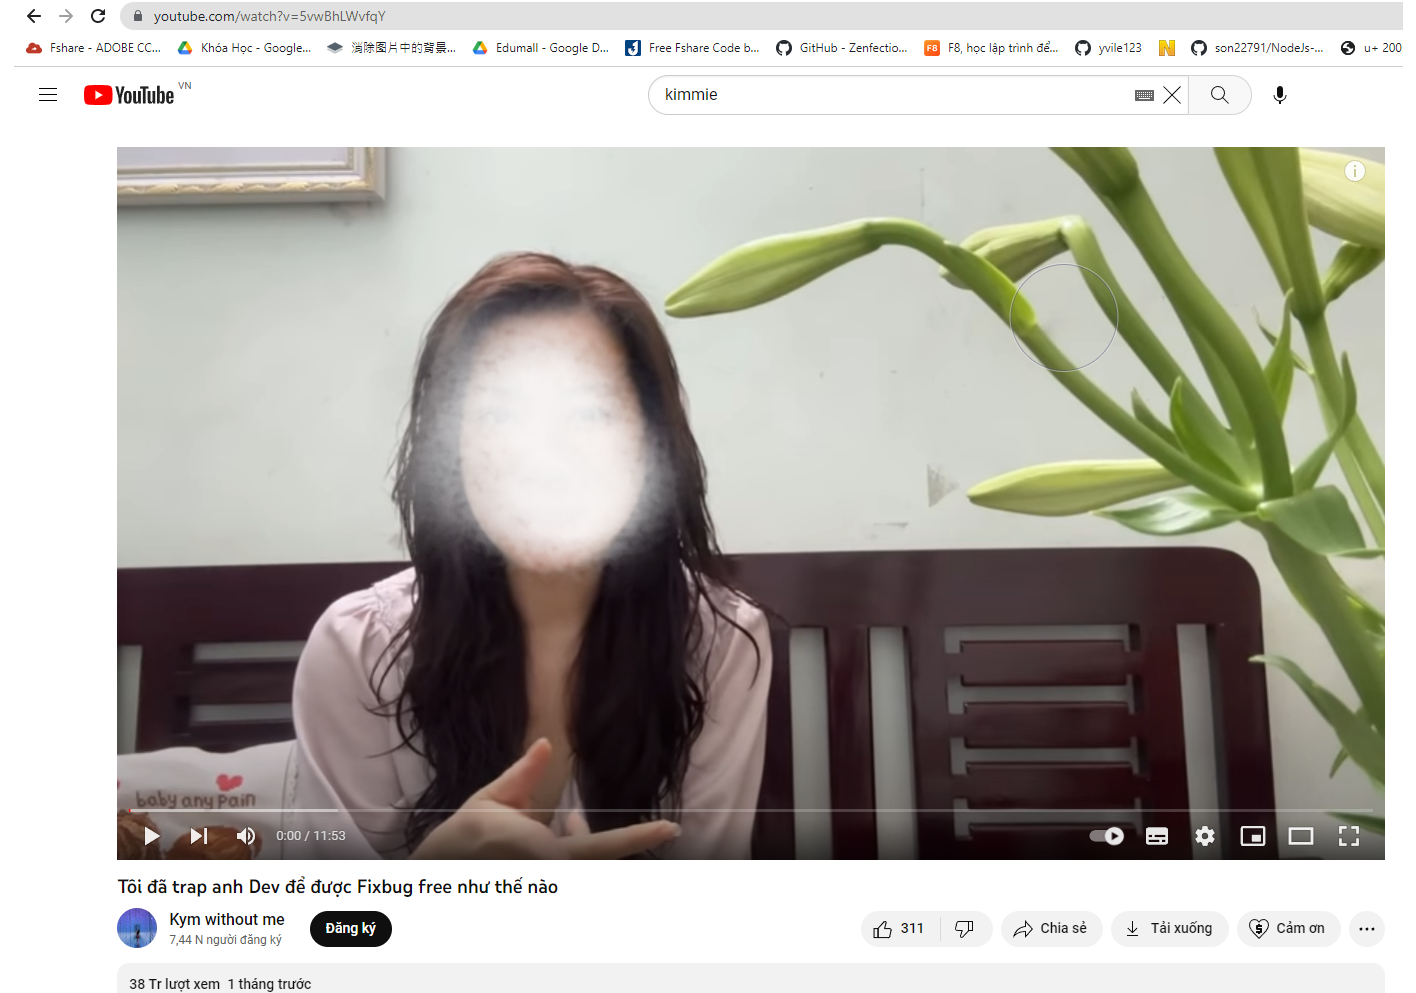 youtube.com/watch?v=5vwBhLWvfqY
Fshare - ADOBE CC... Khóa Học - Google... 消除图片中的背景... Edumall - Google D... Free Fshare Code b... GitHub - Zenfectio... F8 F8, học lập trình để... yvile123 N son22791/NodeJs-... u+ 200
YouTube VN
kimmie
baby any pain
0:00 / 11:53
Tôi đã trap anh Dev để được Fixbug free như thế nào
Kym without me
7,44 N người đăng ký
Đăng ký
311
Chia sẻ
Tải xuống
Cảm ơn
38 Tr lượt xem 1 tháng trước